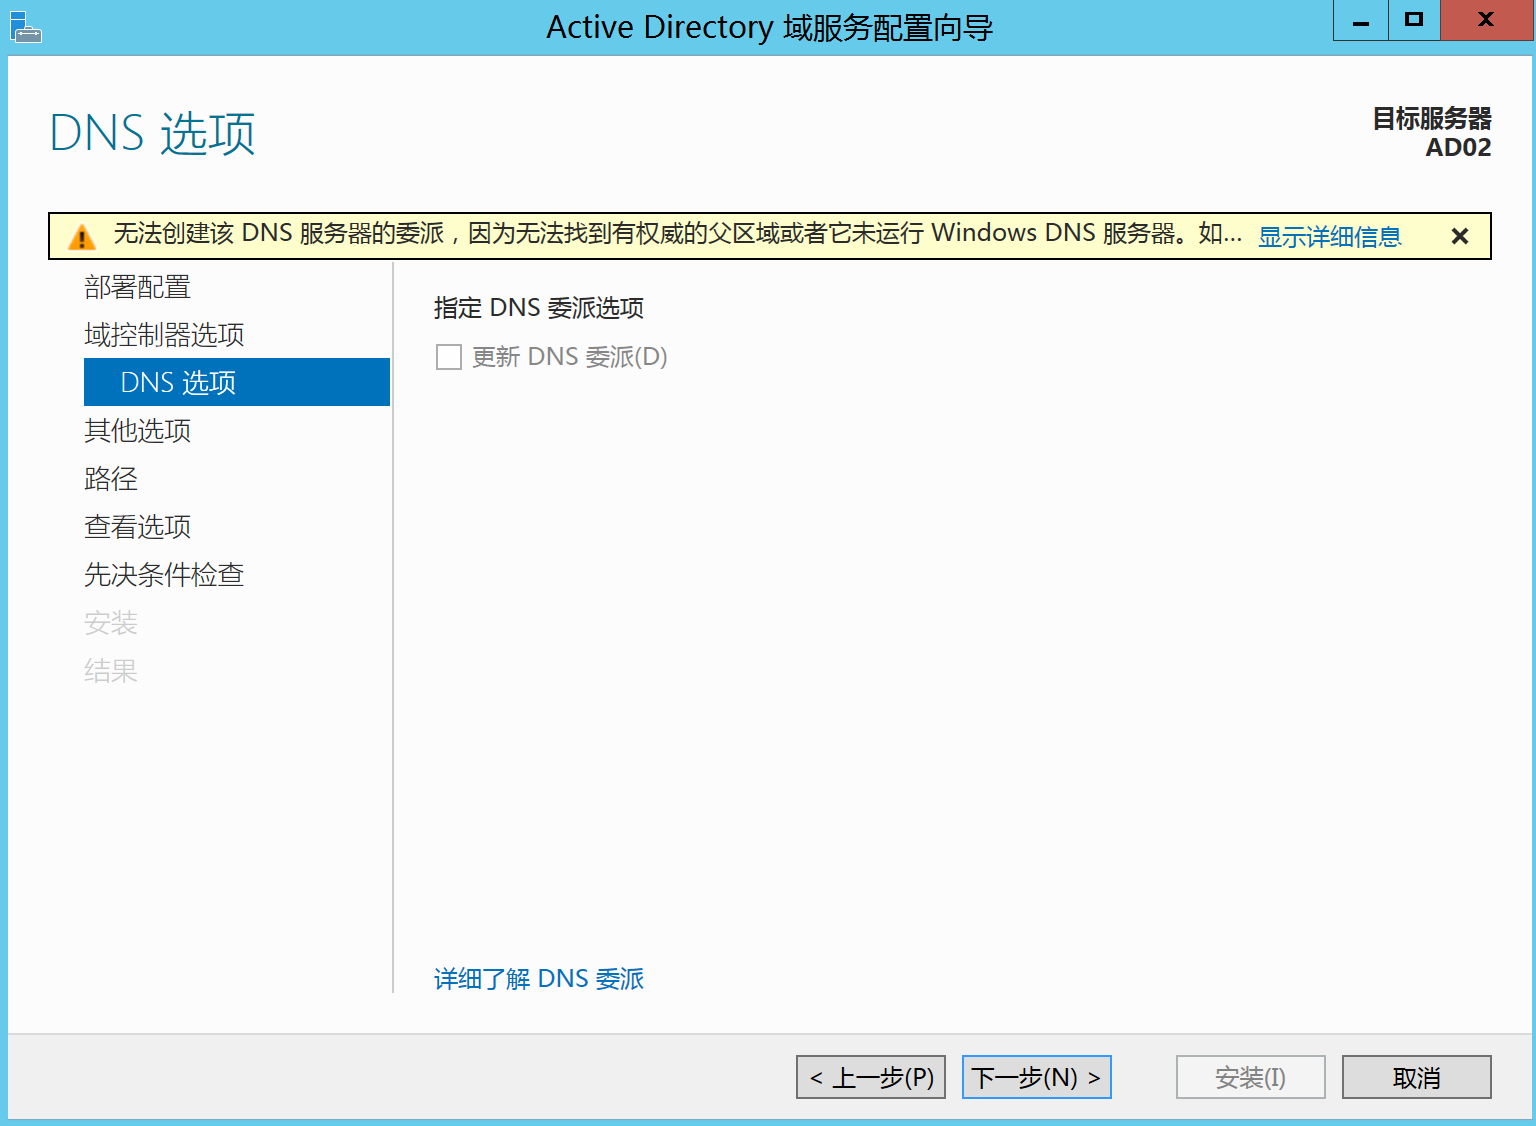 Active Directory 域服务配置向导
DNS 选项
目标服务器
AD02
无法创建该 DNS 服务器的委派，因为无法找到有权威的父区域或者它未运行 Windows DNS 服务器。如... 显示详细信息
部署配置
域控制器选项
DNS 选项
其他选项
路径
查看选项
先决条件检查
安装
结果
指定 DNS 委派选项
更新 DNS 委派(D)
详细了解 DNS 委派
< 上一步(P)
下一步(N) >
安装(I)
取消